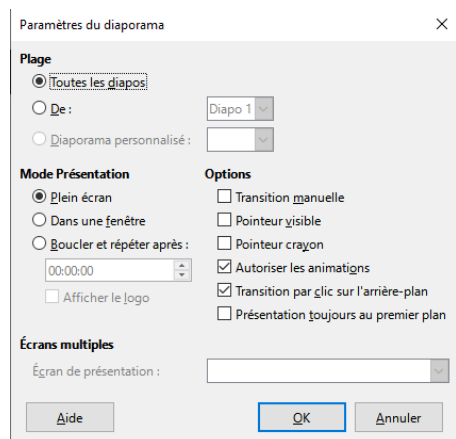 Paramètres du diaporama
Plage
Toutes les diapos
De :
Diapo 1
Diaporama personnalisé :
Mode Présentation
Options
Plein écran
Transition manuelle
Dans une fenêtre
Pointeur visible
Boucler et répéter après :
Pointeur crayon
00:00:00
Autoriser les animations
Afficher le logo
Transition par clic sur l'arrière-plan
Présentation toujours au premier plan
Écrans multiples
Écran de présentation :
Aide
OK
Annuler